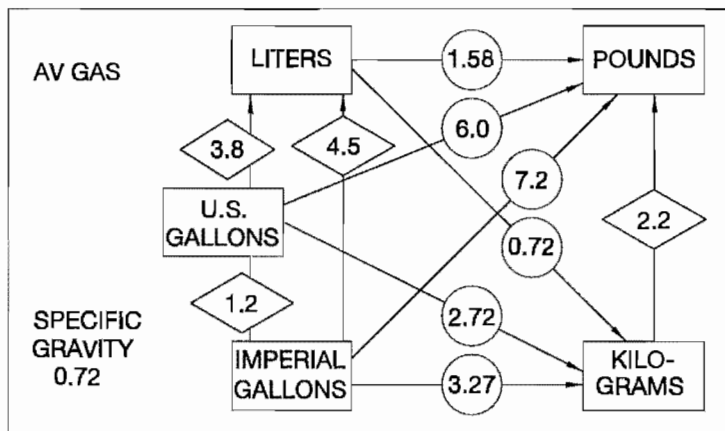 AV GAS
LITERS
1.58
POUNDS
3.8
4.5
6.0
7.2
U.S.
GALLONS
0.72
2.2
1.2
2.72
SPECIFIC
GRAVITY
0.72
IMPERIAL
GALLONS
3.27
KILO-
GRAMS